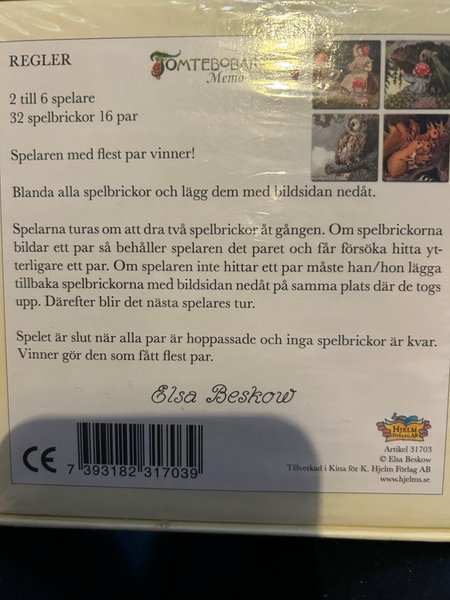 REGLER
TOMTEBOBARN
Memo
2 till 6 spelare
32 spelbrickor 16 par
Spelaren med flest par vinner!
Blanda alla spelbrickor och lägg dem med bildsidan nedåt.
Spelarna turas om att dra två spelbrickor åt gången. Om spelbrickorna
bildar ett par så behåller spelaren det paret och får försöka hitta yt-
terligare ett par. Om spelaren inte hittar ett par måste han/hon lägga
tillbaka spelbrickorna med bildsidan nedåt på samma plats där de togs
upp. Därefter blir det nästa spelares tur.
Spelet är slut när alla par är hoppassade och inga spelbrickor är kvar.
Vinner gör den som fått flest par.
Elsa Beskow
HJELM
FÖRLAG AB
Artikel 31703
© Elsa Beskow
Tillverkad i Kina för K. Hjelm Förlag AB
www.hjelms.se
CE
7 393182 317039